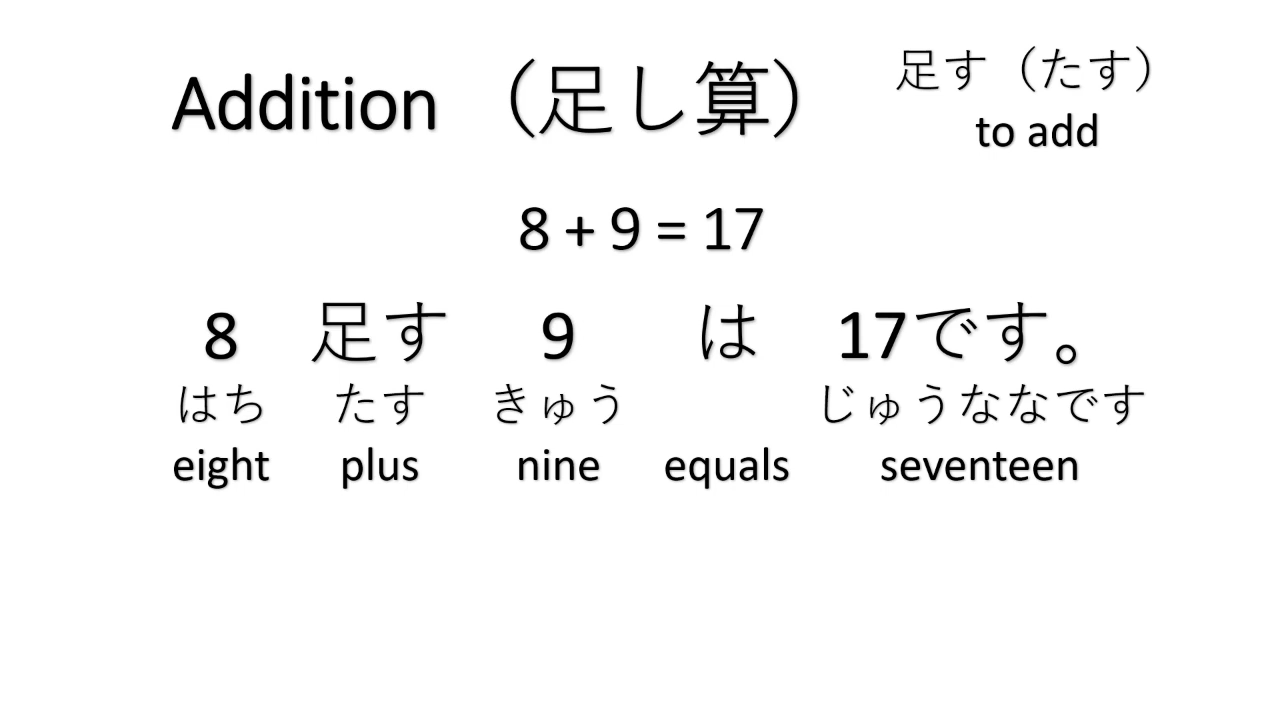 Addition （足し算）
足す（たす）
to add
8 + 9 = 17
8 足す 9 は 17です。
はち たす きゅう じゅうななです
eight plus nine equals seventeen